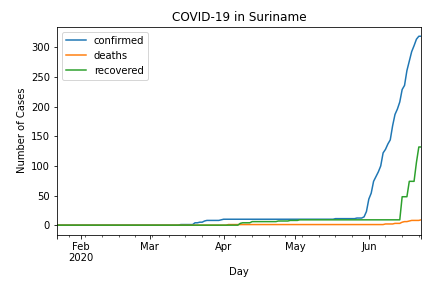 COVID-19 in Suriname
confirmed
deaths
recovered
Number of Cases
300
250
200
150
100
50
0
Feb
2020
Mar
Apr
May
Jun
Day